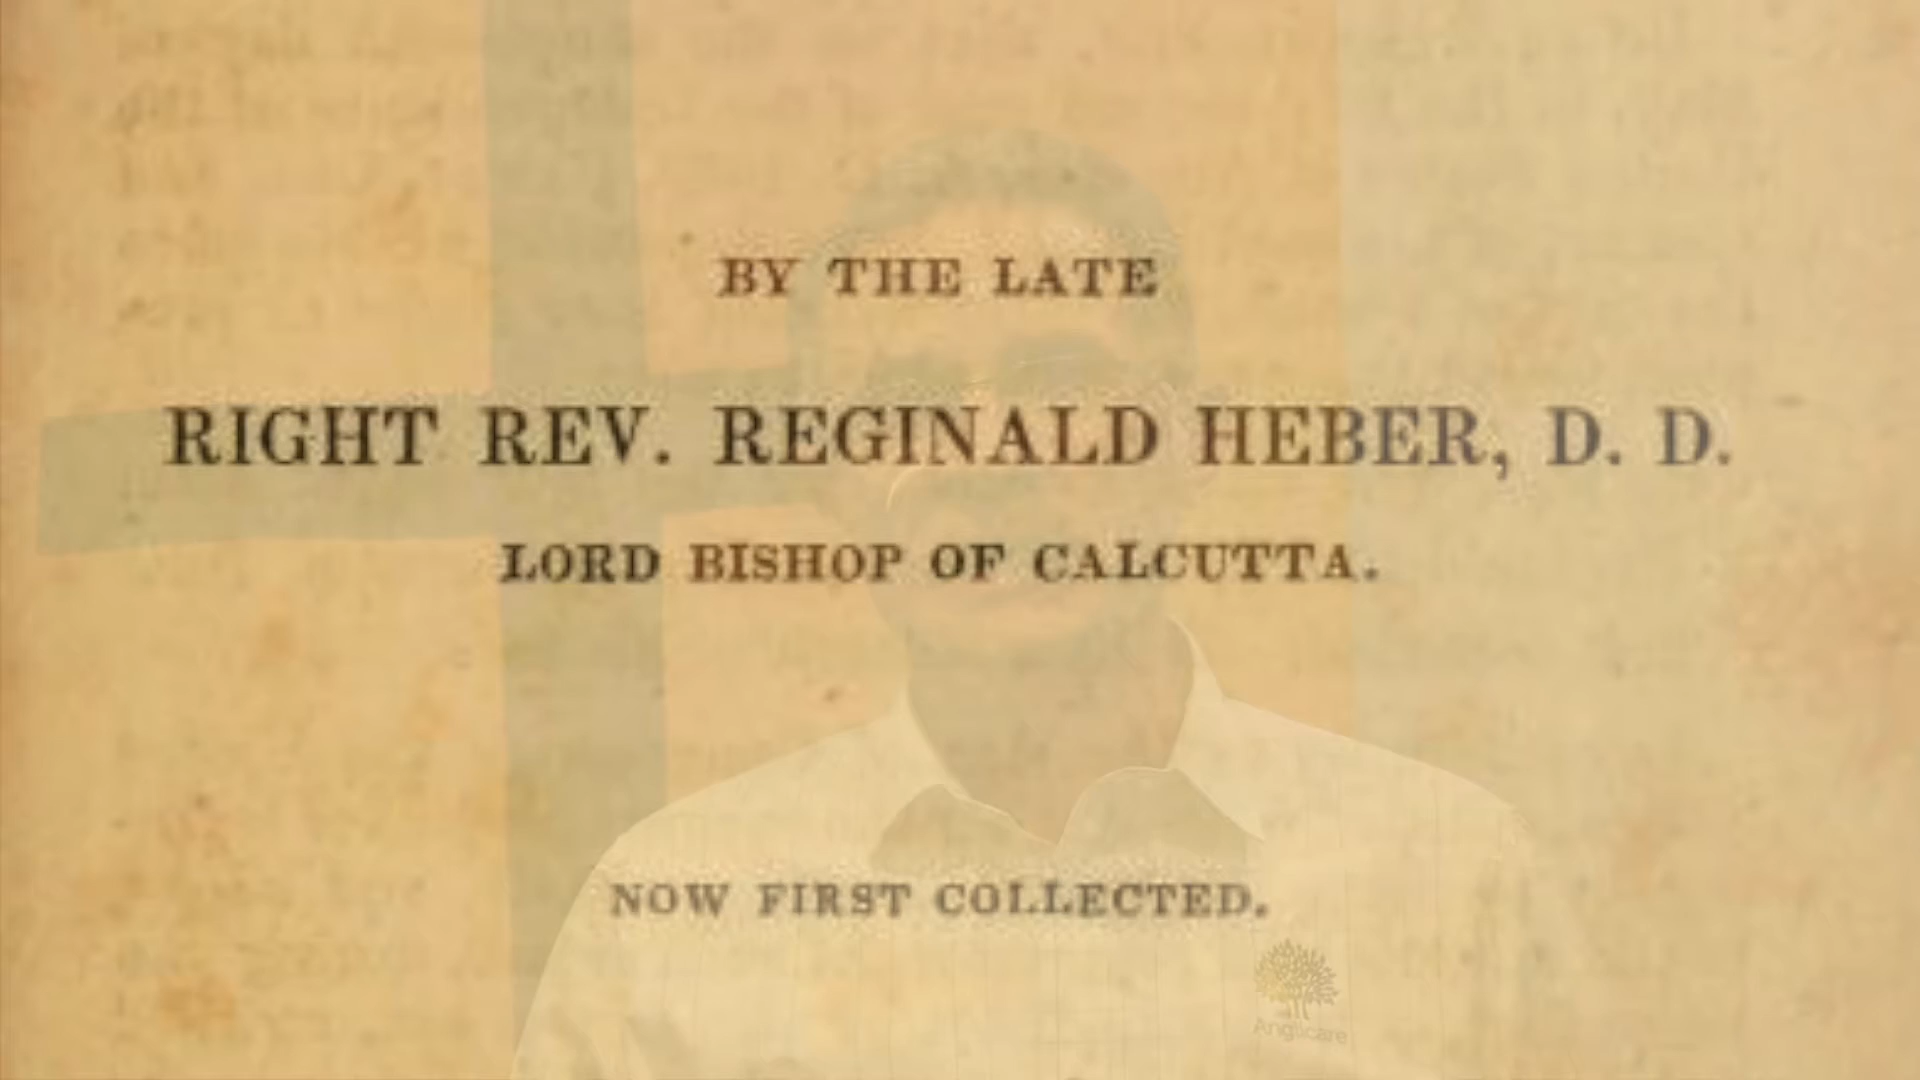 BY THE LATE
RIGHT REV. REGINALD HEBER, D. D.
LORD BISHOP OF CALCUTTA.
NOW FIRST COLLECTED.
Anglicare